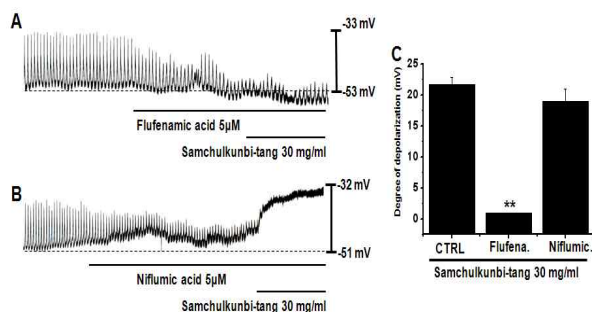 A
-33 mV
-53 mV
Flufenamic acid 5µM
Samchulkunbi-tang 30 mg/ml
B
-32 mV
-51 mV
Niflumic acid 5µM
Samchulkunbi-tang 30 mg/ml
C
Degree of depolarization (mV)
25
20
15
10
5
0
**
CTRL Flufena. Niflumic.
Samchulkunbi-tang 30 mg/ml